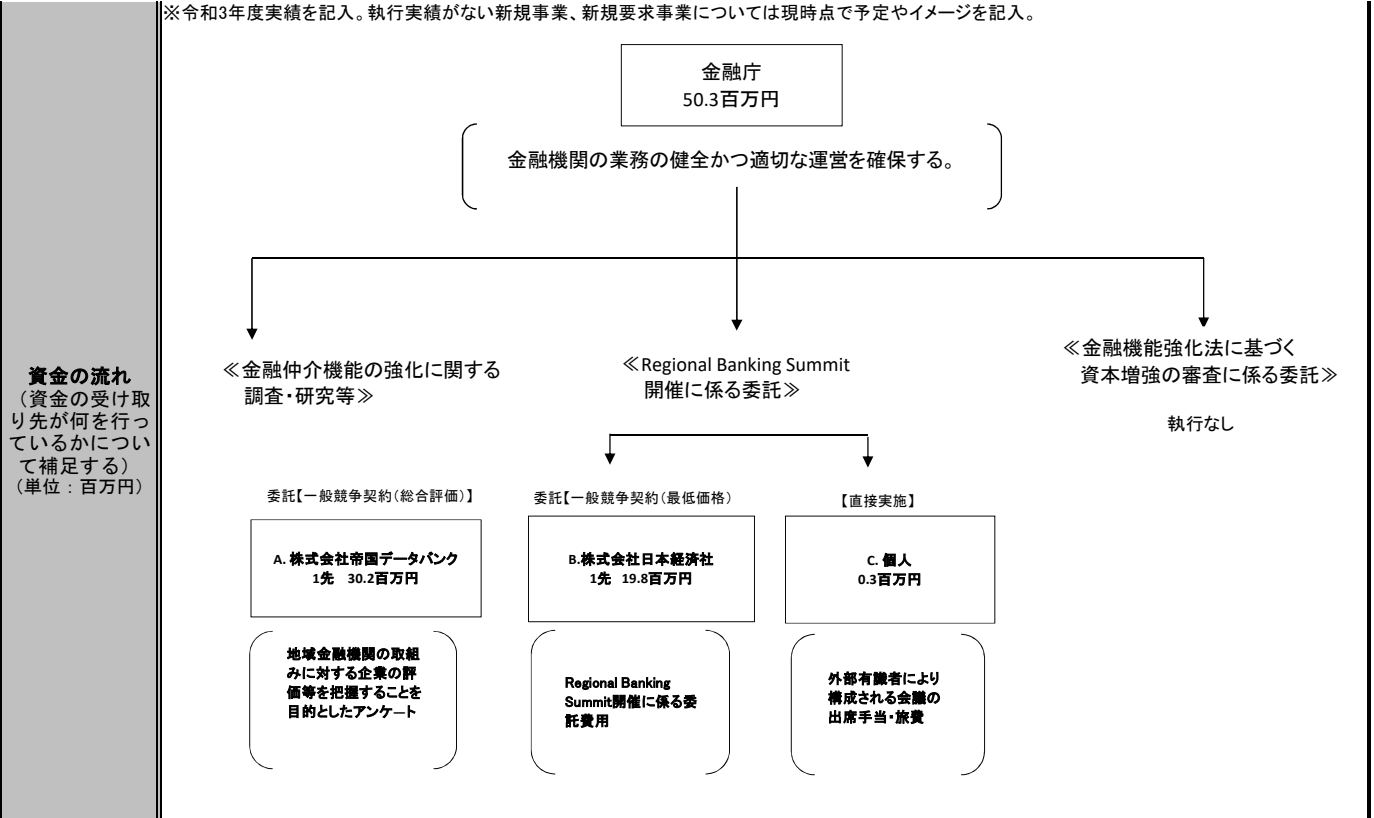 ※令和3年度実績を記入。執行実績がない新規事業、新規要求事業については現時点で予定やイメージを記入。
資金の流れ
（資金の受け取
り先が何を行っ
ているかについ
て補足する）
（単位：百万円）
金融庁
50.3百万円
金融機関の業務の健全かつ適切な運営を確保する。
≪金融仲介機能の強化に関する
調査・研究等≫
≪Regional Banking Summit
開催に係る委託≫
≪金融機能強化法に基づく
資本増強の審査に係る委託≫
執行なし
委託【一般競争契約（総合評価）】
A. 株式会社帝国データバンク
1先 30.2百万円
地域金融機関の取組
みに対する企業の評
価等を把握することを
目的としたアンケート
委託【一般競争契約（最低価格）
B.株式会社日本経済社
1先 19.8百万円
Regional Banking
Summit開催に係る委
託費用
【直接実施】
C. 個人
0.3百万円
外部有識者により
構成される会議の
出席手当・旅費